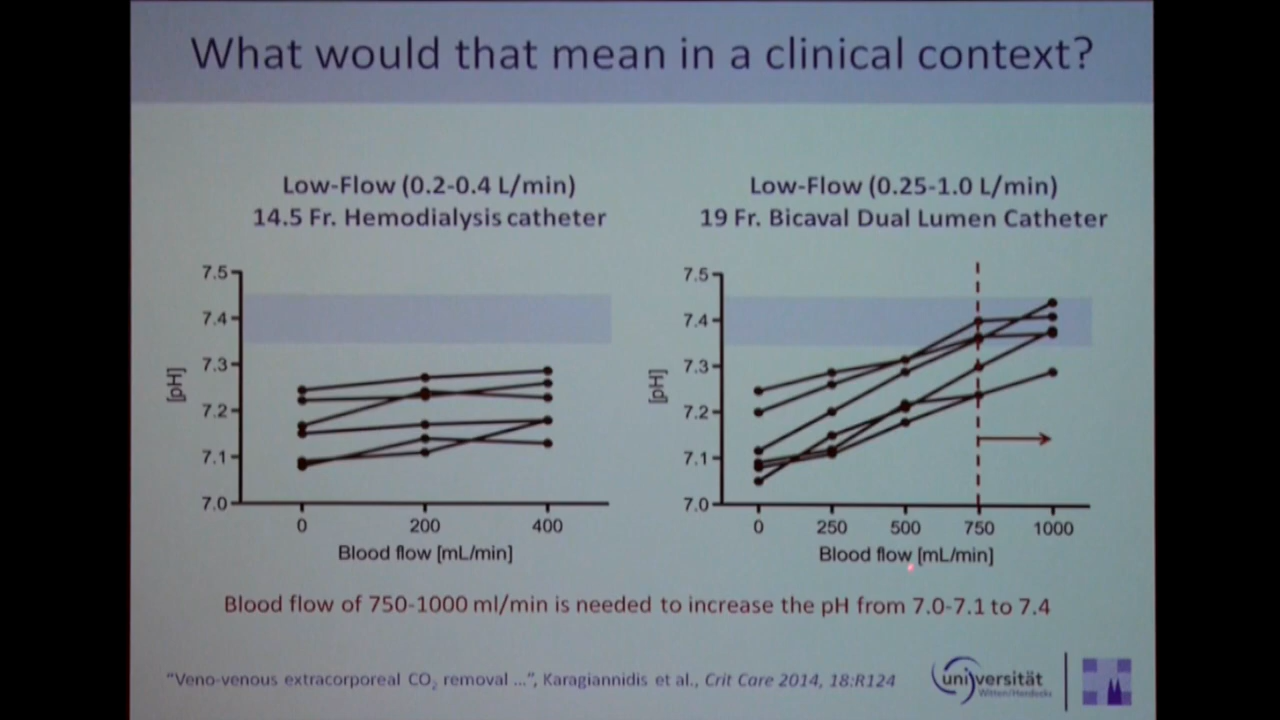 What would that mean in a clinical context?
Low-Flow (0.2-0.4 L/min)
14.5 Fr. Hemodialysis catheter
7.5
7.4
7.3
7.2
7.1
7.0
[pH]
0 200 400
Blood flow [mL/min]
Low-Flow (0.25-1.0 L/min)
19 Fr. Bicaval Dual Lumen Catheter
7.5
7.4
7.3
7.2
7.1
7.0
[pH]
0 250 500 750 1000
Blood flow [mL/min]
Blood flow of 750-1000 ml/min is needed to increase the pH from 7.0-7.1 to 7.4
"Veno-venous extracorporeal CO₂ removal ...", Karagiannidis et al., Crit Care 2014, 18:R124
universität
Witten/Herdecke